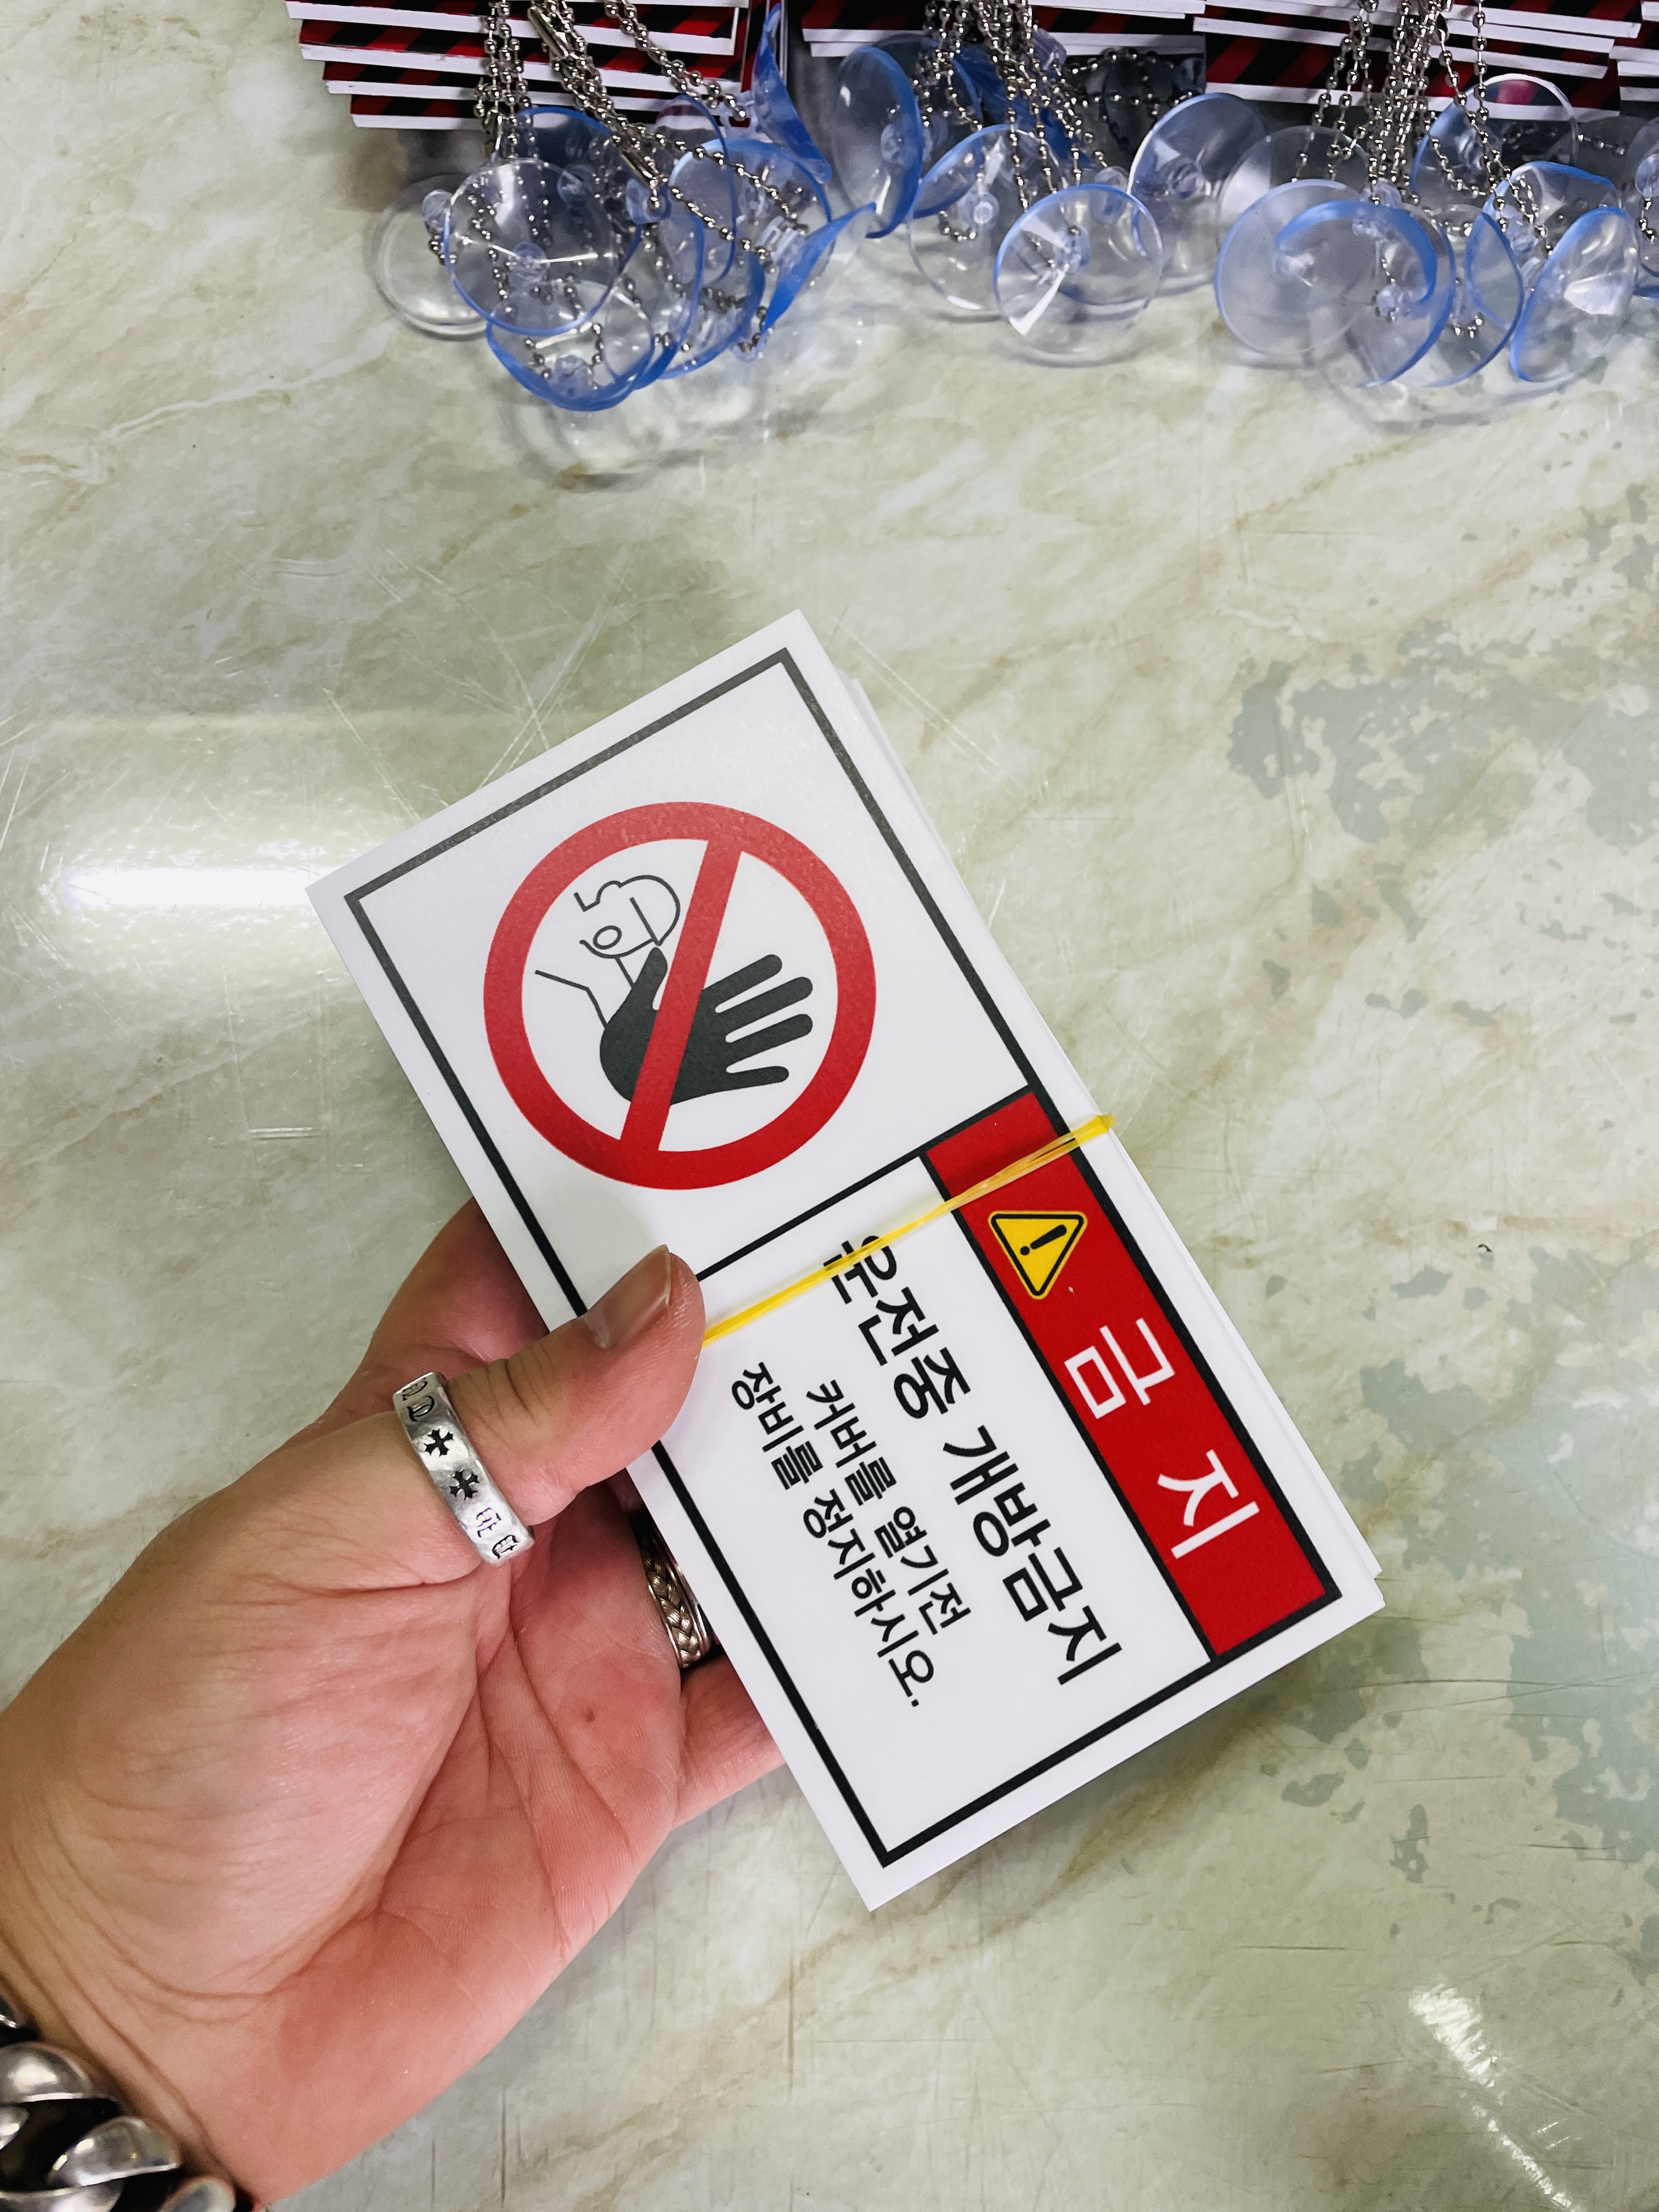 금지
운전중 개방금지
커버를 열기전
장비를 정지하시오.